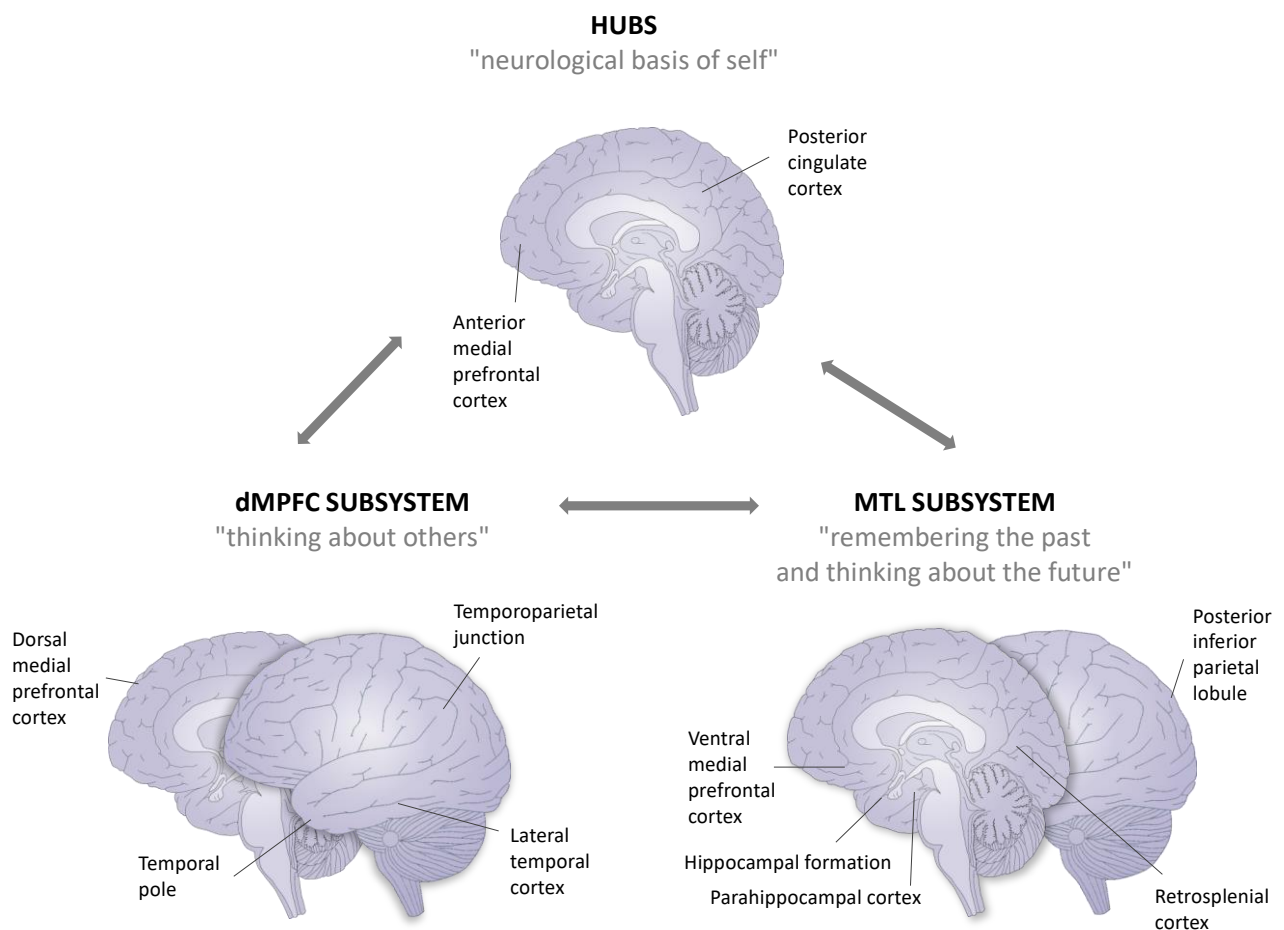 HUBS
"neurological basis of self"
Posterior
cingulate
cortex
Anterior
medial
prefrontal
cortex
dMPFC SUBSYSTEM
"thinking about others"
MTL SUBSYSTEM
"remembering the past
and thinking about the future"
Dorsal
medial
prefrontal
cortex
Temporoparietal
junction
Temporal
pole
Lateral
temporal
cortex
Posterior
inferior
parietal
lobule
Ventral
medial
prefrontal
cortex
Hippocampal formation
Parahippocampal cortex
Retrosplenial
cortex